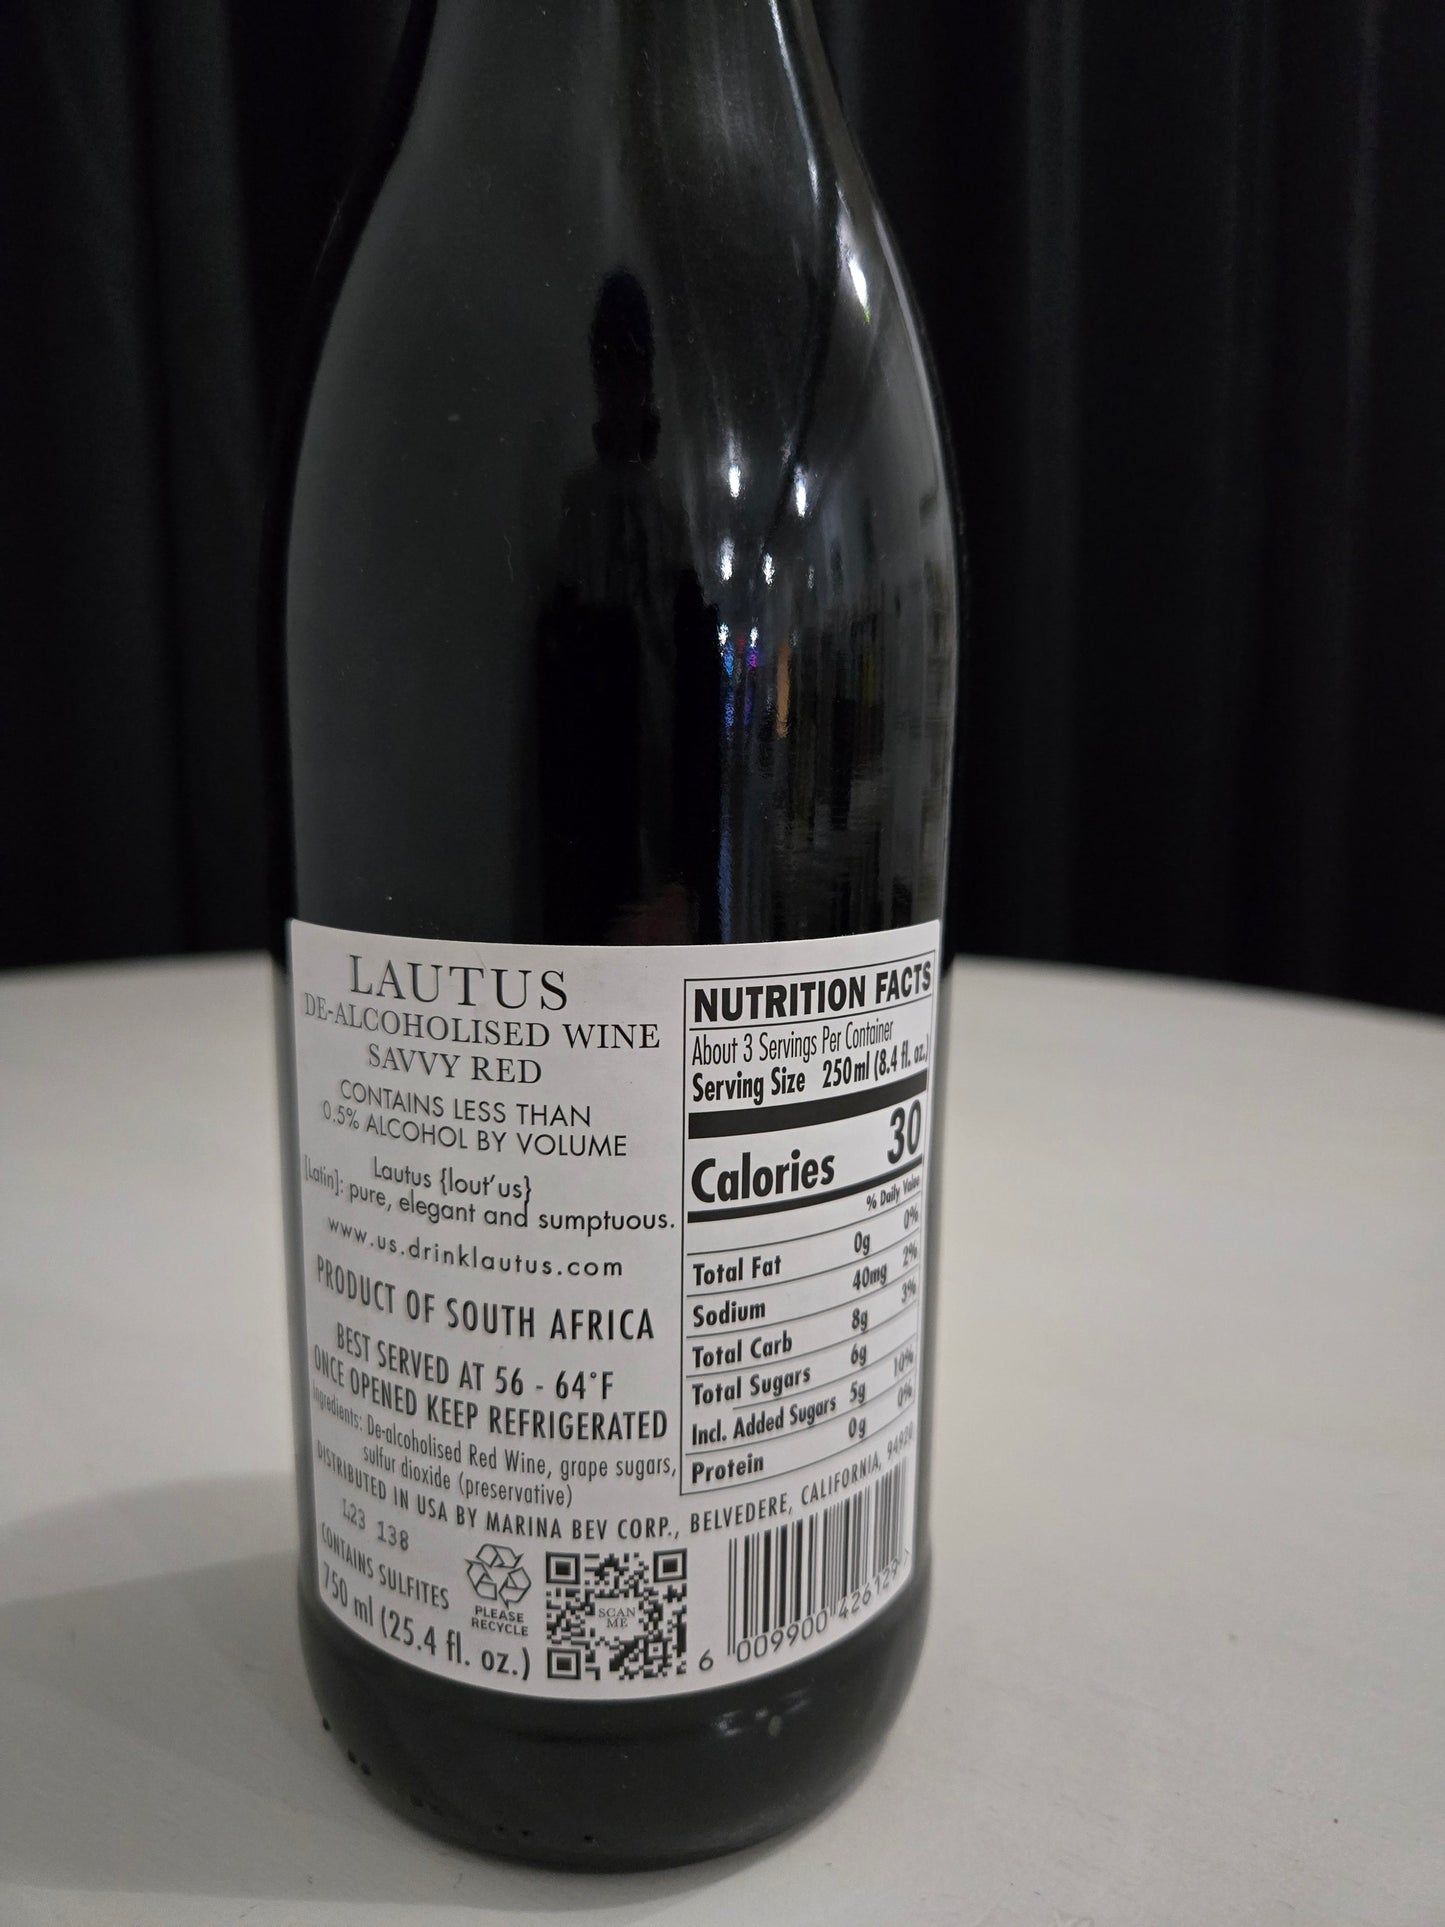 LAUTUS
DE-ALCOHOLISED WINE
SAVVY RED
CONTAINS LESS THAN
0.5% ALCOHOL BY VOLUME
Lautus {lout'us}
[Latin]: pure, elegant and sumptuous.
www.us.drinklautus.com
PRODUCT OF SOUTH AFRICA
BEST SERVED AT 56 - 64°F
ONCE OPENED KEEP REFRIGERATED
Ingredients: De-alcoholised Red Wine, grape sugars,
sulfur dioxide (preservative)
DISTRIBUTED IN USA BY MARINA BEV CORP., BELVEDERE, CALIFORNIA, 94920
L23 138
CONTAINS SULFITES
750 ml (25.4 fl. oz.)
PLEASE
RECYCLE
SCAN
ME
NUTRITION FACTS
About 3 Servings Per Container
Serving Size 250ml (8.4 fl. oz.)
Calories 30
% Daily Value
Total Fat 0g 0%
Sodium 40mg 2%
Total Carb 8g 3%
Total Sugars 6g
Incl. Added Sugars 5g 10%
Protein 0g 0%
6 009900 426129 7